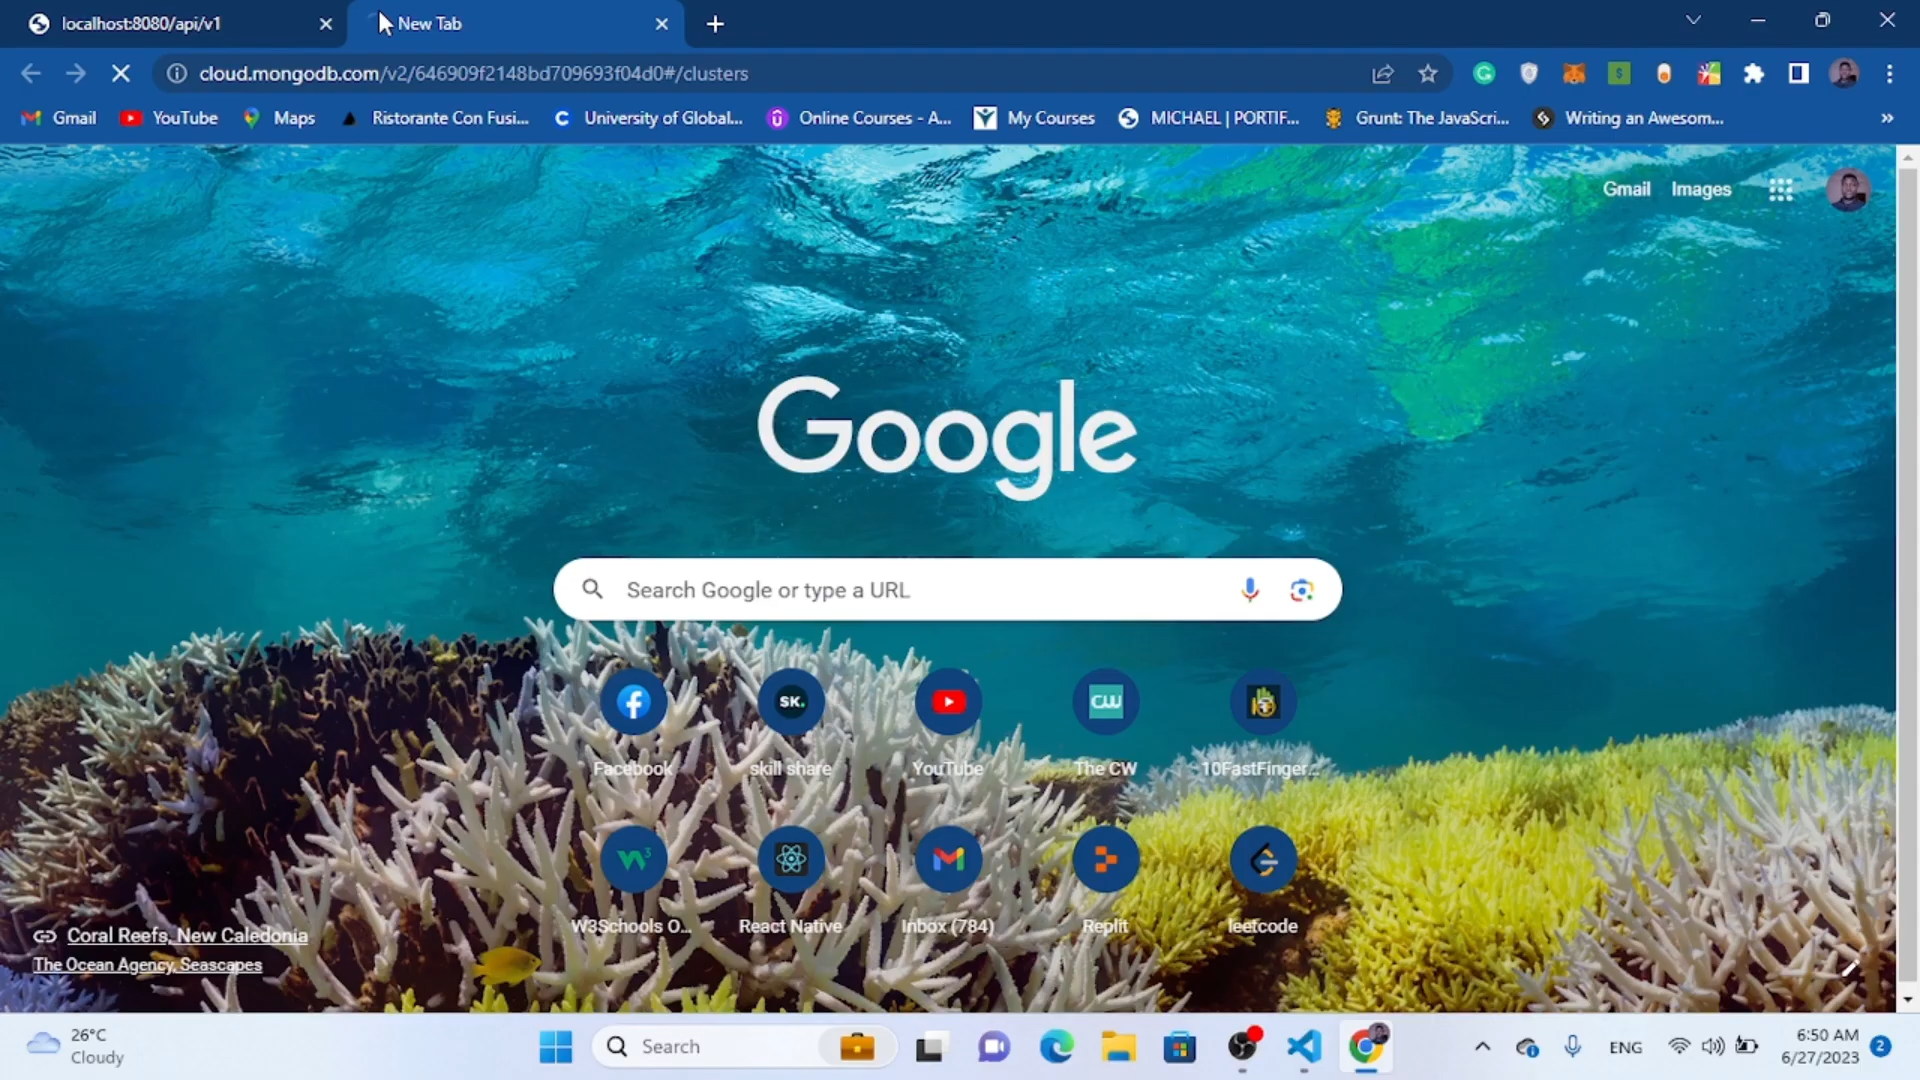 localhost:8080/api/v1
New Tab
cloud.mongodb.com/v2/646909f2148bd709693f04d0#/clusters
Gmail
YouTube
Maps
Ristorante Con Fusi...
University of Global...
Online Courses - A...
My Courses
MICHAEL | PORTIF...
Grunt: The JavaScri...
Writing an Awesom...
Gmail
Images
Google
Search Google or type a URL
SK.
CW
Facebook
skill share
YouTube
The CW
10FastFinger...
W3Schools O...
React Native
Inbox (784)
Replit
leetcode
Coral Reefs, New Caledonia
The Ocean Agency, Seascapes
26°C
Cloudy
Search
ENG
6:50 AM
6/27/2023
2